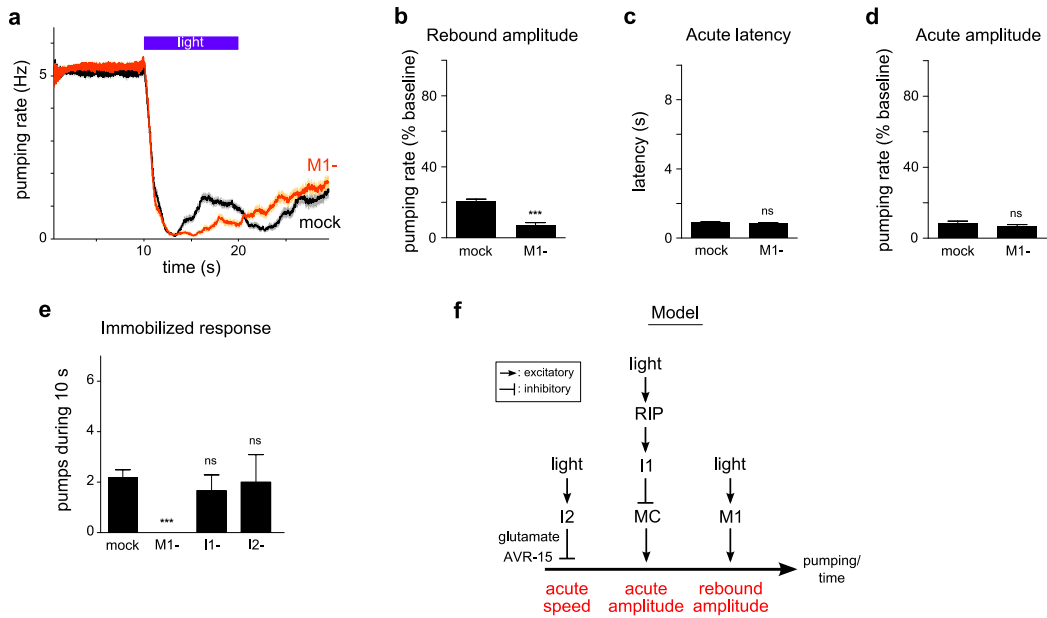 a
light
pumping rate (Hz)
5
0
M1-
mock
0
10
20
time (s)
b
Rebound amplitude
pumping rate (% baseline)
80
40
20
0
***
mock
M1-
c
Acute latency
latency (s)
8
4
2
0
ns
mock
M1-
d
Acute amplitude
pumping rate (% baseline)
80
40
20
0
ns
mock
M1-
e
Immobilized response
pumps during 10 s
6
4
2
0
***
ns
ns
mock
M1-
I1-
I2-
f
Model
: excitatory
: inhibitory
light
RIP
light
I1
light
I2
MC
M1
glutamate
AVR-15
pumping/
time
acute
speed
acute
amplitude
rebound
amplitude